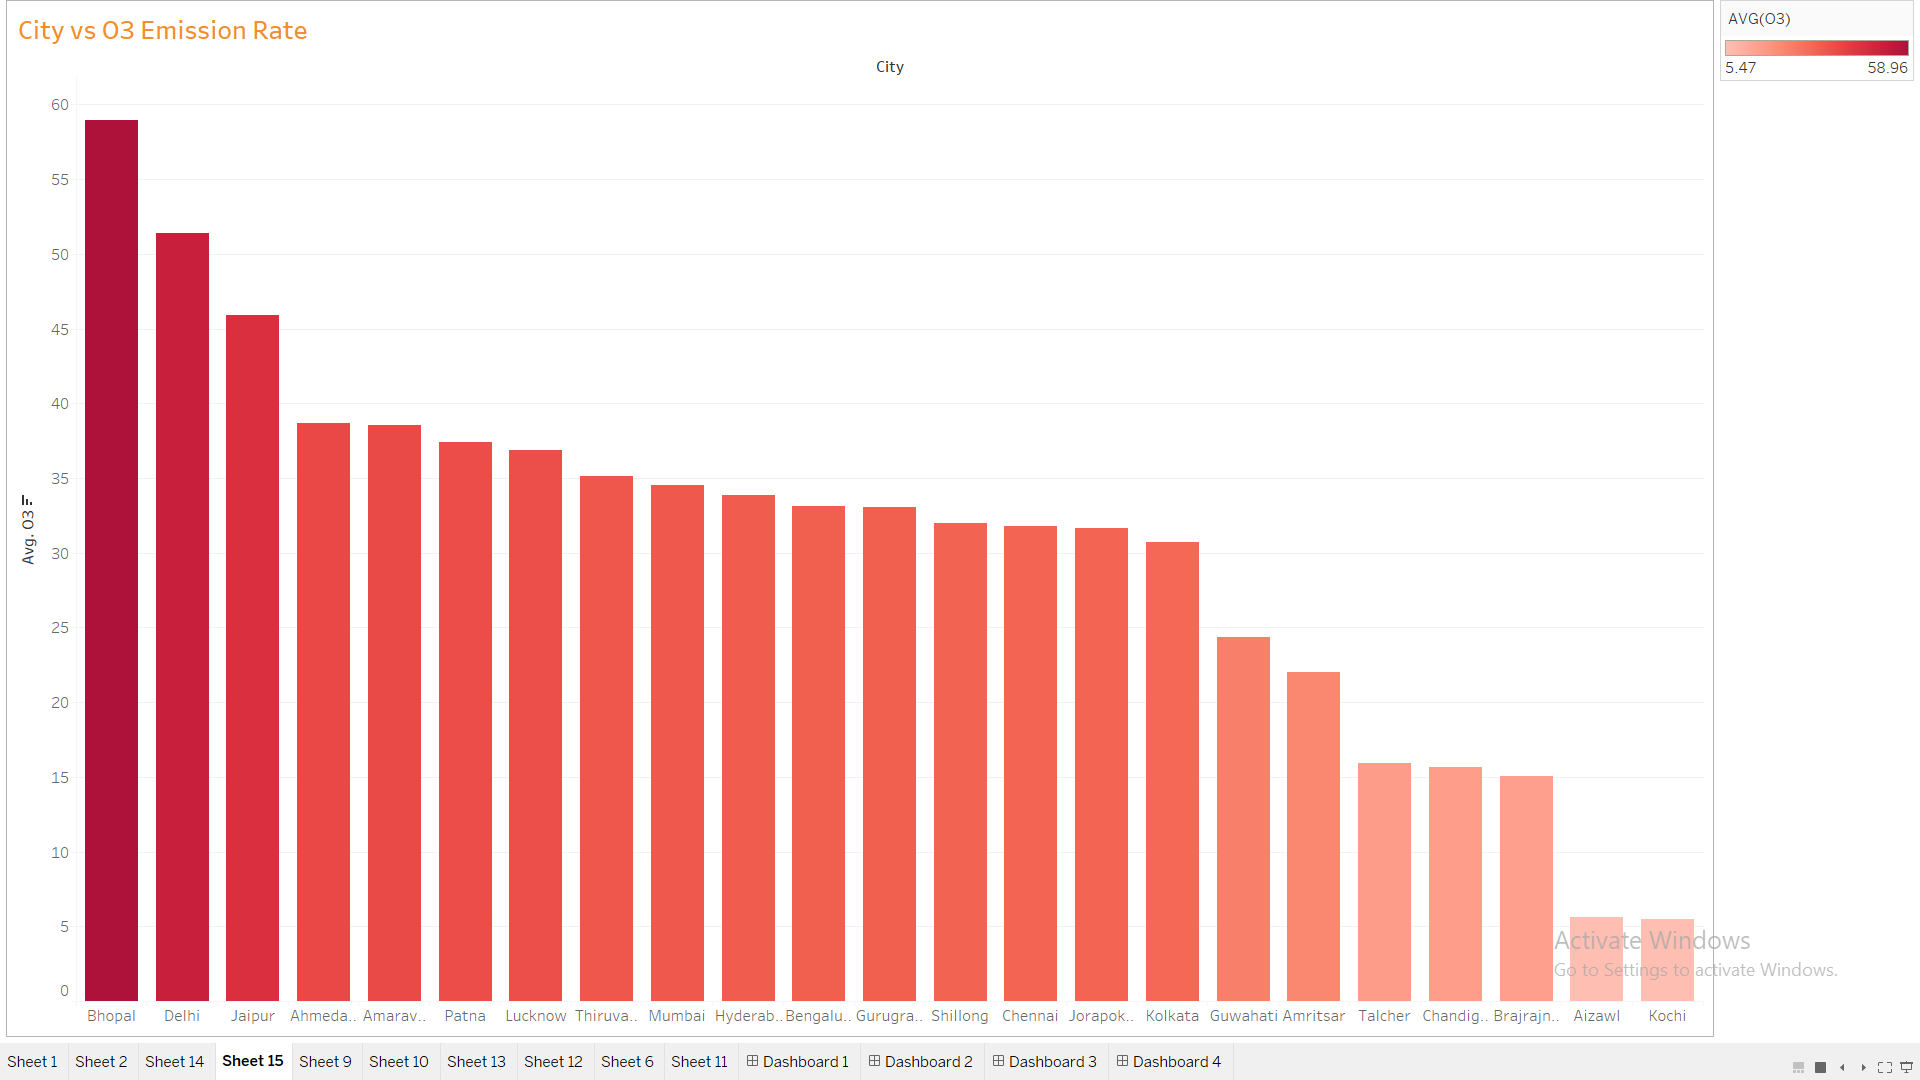 City vs O3 Emission Rate
AVG(O3)
5.47 58.96
City
60
55
50
45
40
35
30
25
20
15
10
5
0
Avg. O3
Bhopal Delhi Jaipur Ahmeda.. Amarav.. Patna Lucknow Thiruva.. Mumbai Hyderab.. Bengalu.. Gurugra.. Shillong Chennai Jorapok.. Kolkata Guwahati Amritsar Talcher Chandig.. Brajrajn.. Aizawl Kochi
Activate Windows
Go to Settings to activate Windows.
Sheet 1 Sheet 2 Sheet 14 Sheet 15 Sheet 9 Sheet 10 Sheet 13 Sheet 12 Sheet 6 Sheet 11 Dashboard 1 Dashboard 2 Dashboard 3 Dashboard 4